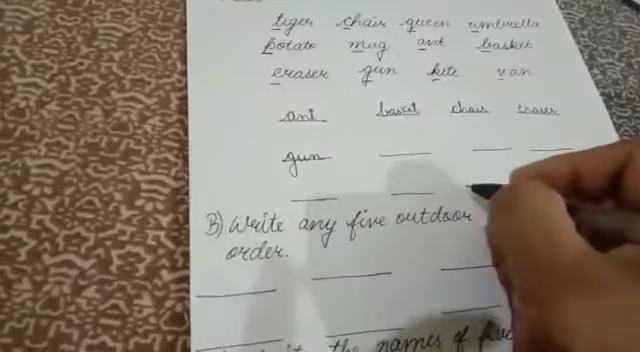 tiger chair queen umbrella
potato mug ant basket
eraser gun kite van
ant basket chair eraser
gun
B) Write any five outdoor
order.
the names of five